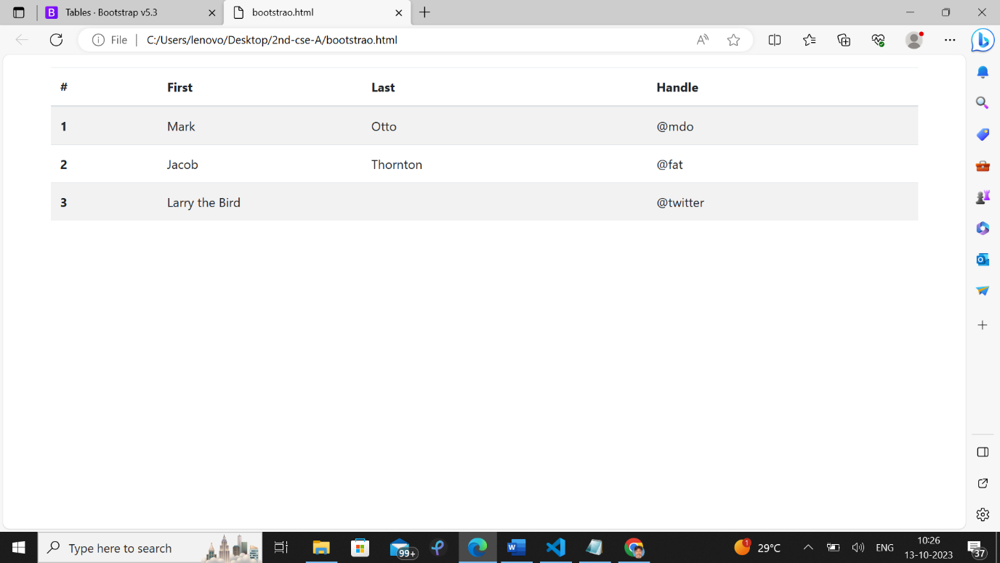 Tables · Bootstrap v5.3
bootstrao.html
File
C:/Users/lenovo/Desktop/2nd-cse-A/bootstrao.html
# First Last Handle
1 Mark Otto @mdo
2 Jacob Thornton @fat
3 Larry the Bird @twitter
Type here to search
99+
1
29°C
ENG
10:26
13-10-2023
37